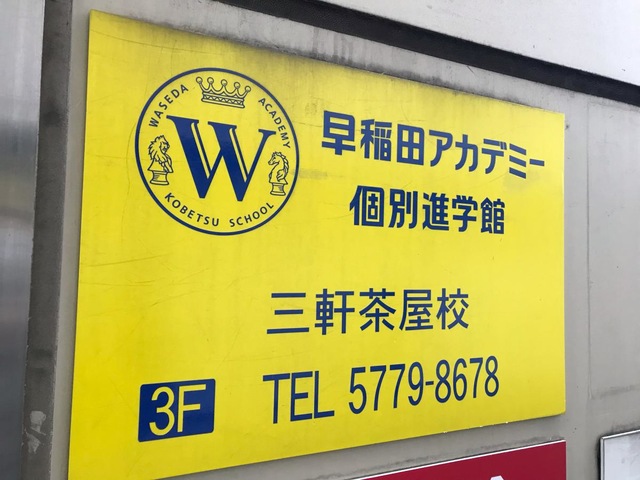 WASEDA ACADEMY
W
KOBETSU SCHOOL
早稲田アカデミー
個別進学館
三軒茶屋校
3F TEL 5779-8678